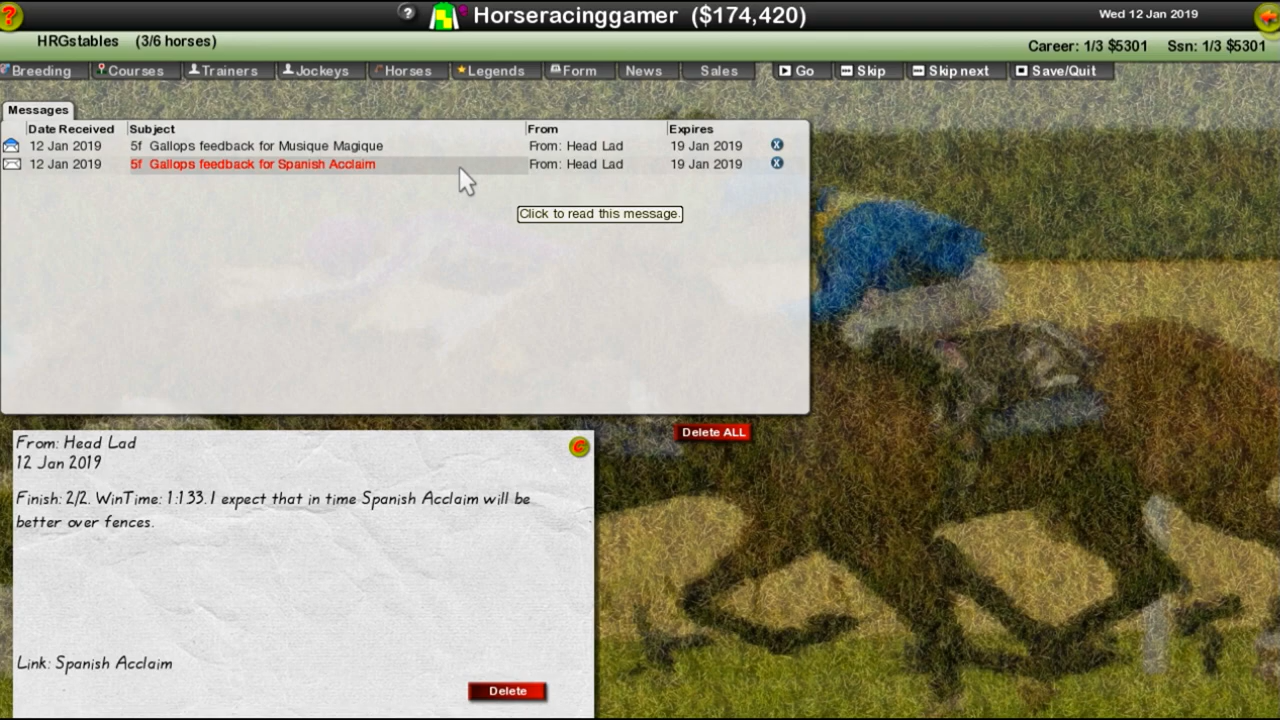 ?
? Horseracinggamer ($174,420) Wed 12 Jan 2019
HRGstables (3/6 horses) Career: 1/3 $5301 Ssn: 1/3 $5301
Breeding Courses Trainers Jockeys Horses Legends Form News Sales Go Skip Skip next Save/Quit
Messages
Date Received Subject From Expires
12 Jan 2019 5f Gallops feedback for Musique Magique From: Head Lad 19 Jan 2019 X
12 Jan 2019 5f Gallops feedback for Spanish Acclaim From: Head Lad 19 Jan 2019 X
Click to read this message.
Delete ALL
From: Head Lad
12 Jan 2019
Finish: 2/2. WinTime: 1:133. I expect that in time Spanish Acclaim will be
better over fences.
Link: Spanish Acclaim
Delete